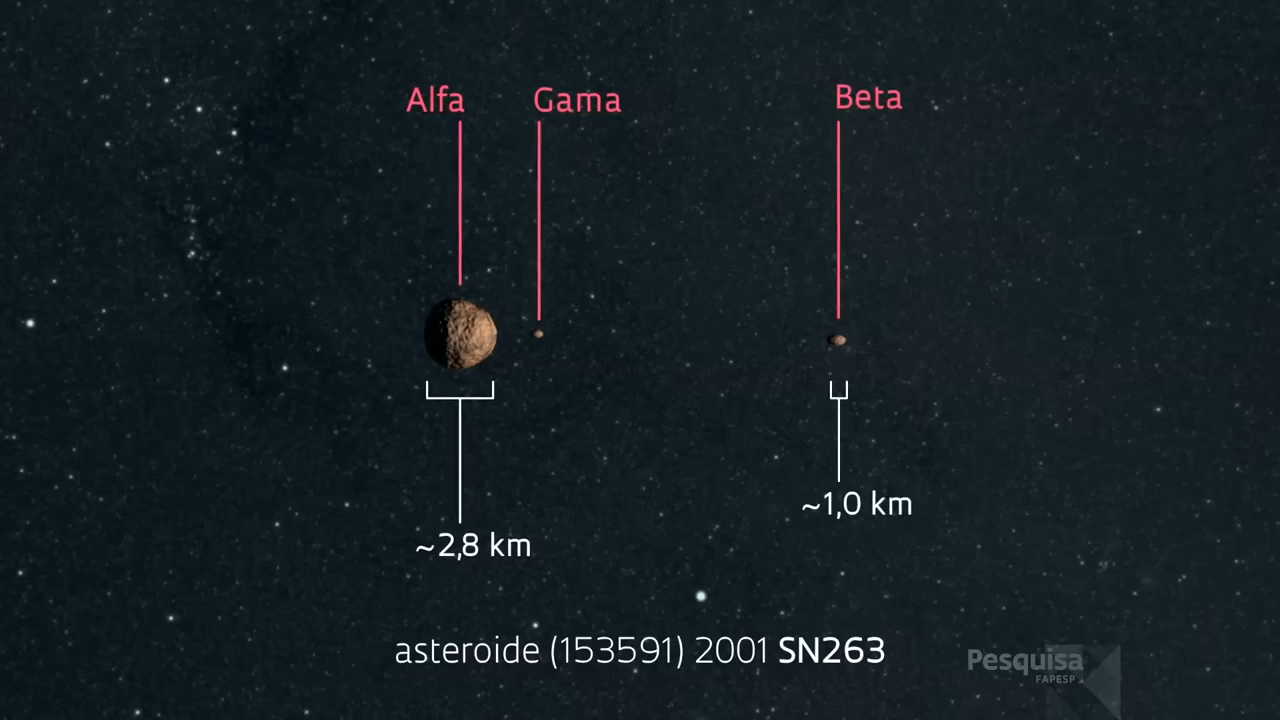 Alfa
Gama
Beta
~1,0 km
~2,8 km
asteroide (153591) 2001 SN263
Pesquisa
FAPESP